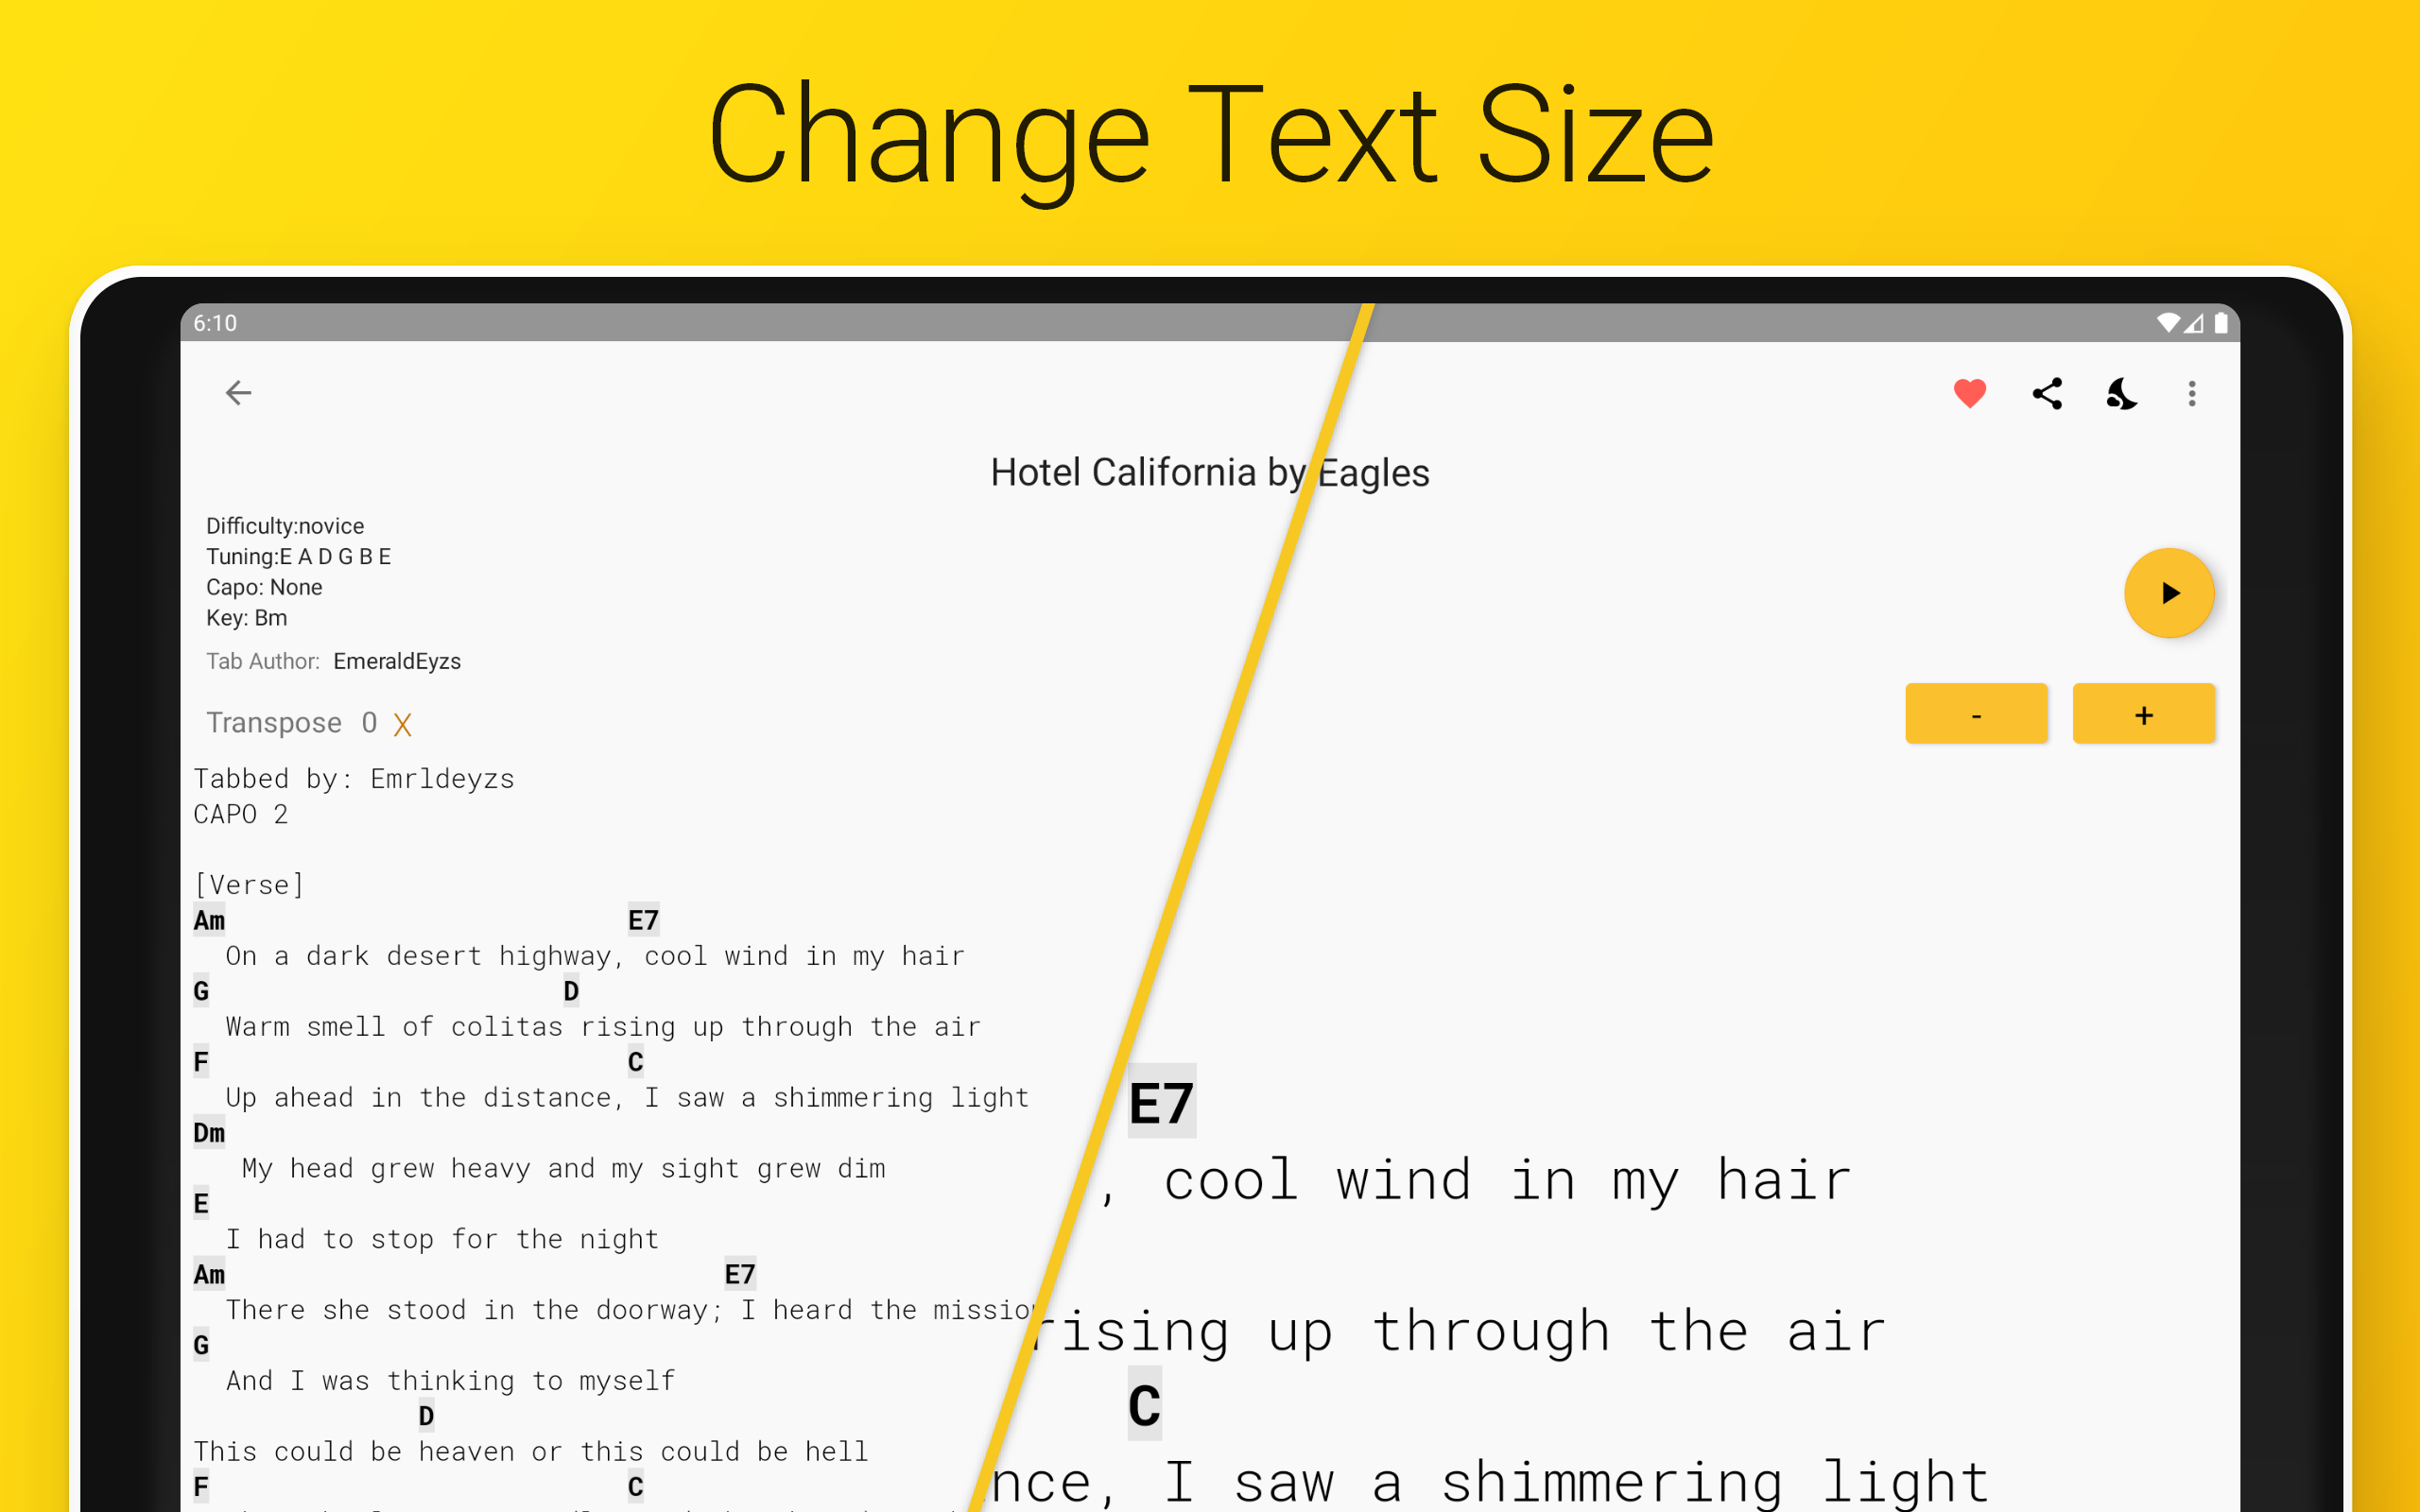 Change Text Size
6:10
Hotel California by Eagles
Difficulty:novice
Tuning:E A D G B E
Capo: None
Key: Bm
Tab Author: EmeraldEyzs
Transpose 0 X
- +
Tabbed by: Emrldeyzs
CAPO 2
[Verse]
Am E7
On a dark desert highway, cool wind in my hair
G D
Warm smell of colitas rising up through the air
F C
Up ahead in the distance, I saw a shimmering light
Dm
My head grew heavy and my sight grew dim
E
I had to stop for the night
Am E7
There she stood in the doorway; I heard the missio
G
And I was thinking to myself
D
This could be heaven or this could be hell
F C
E7
, cool wind in my hair
rising up through the air
C
nce, I saw a shimmering light